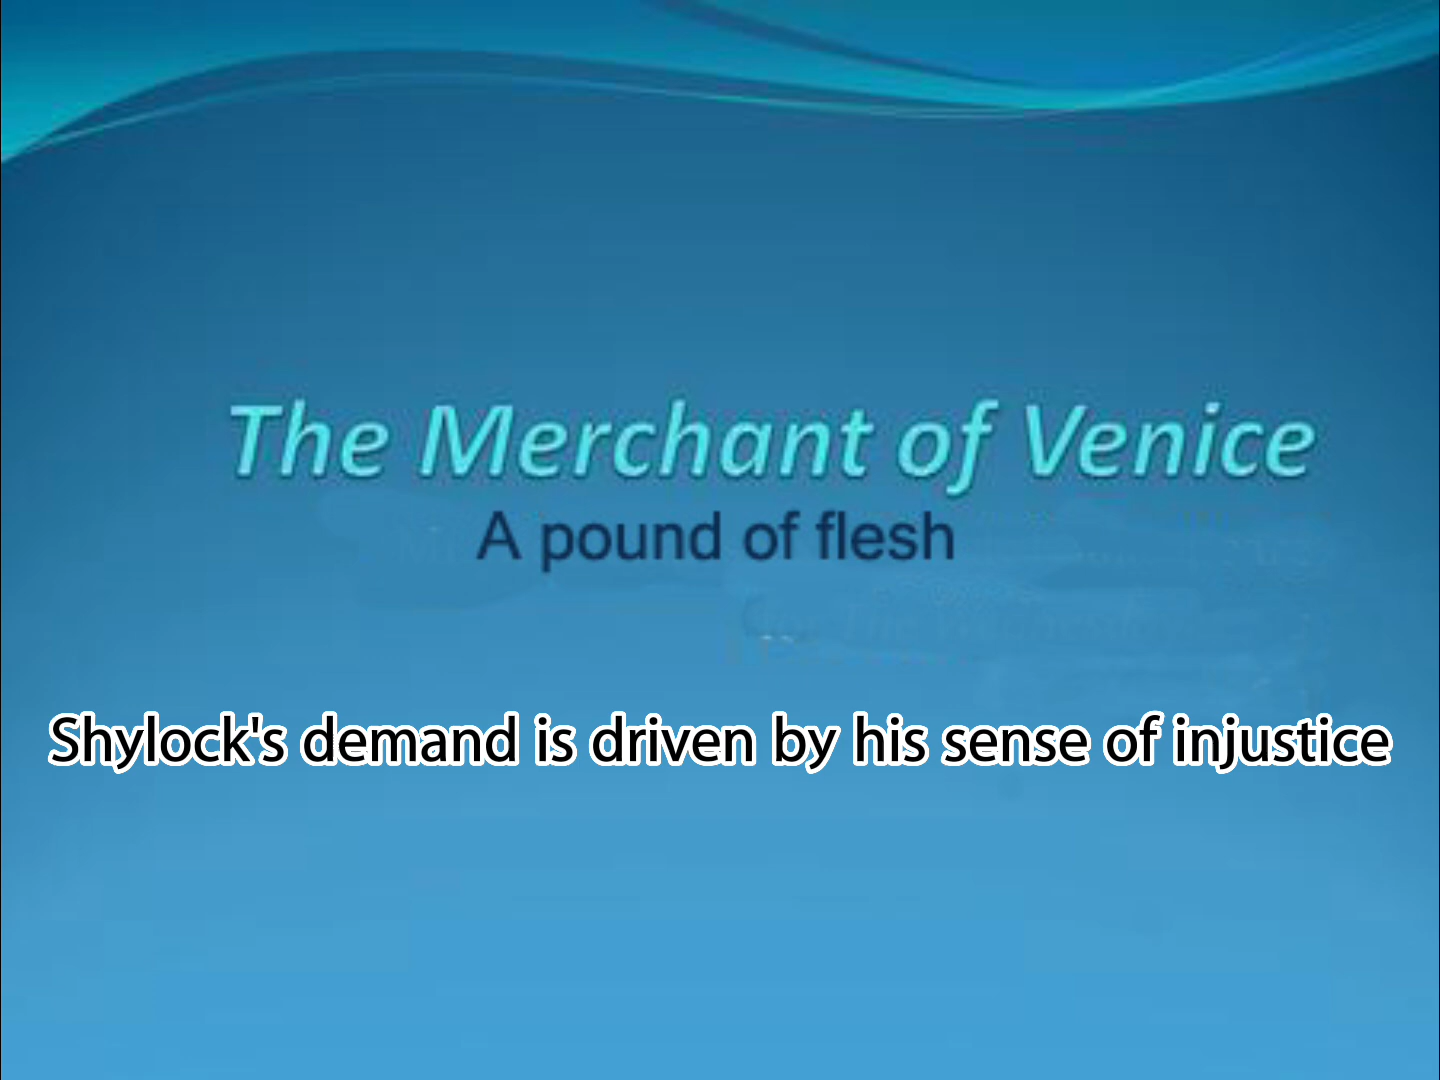 The Merchant of Venice
A pound of flesh
Shylock's demand is driven by his sense of injustice